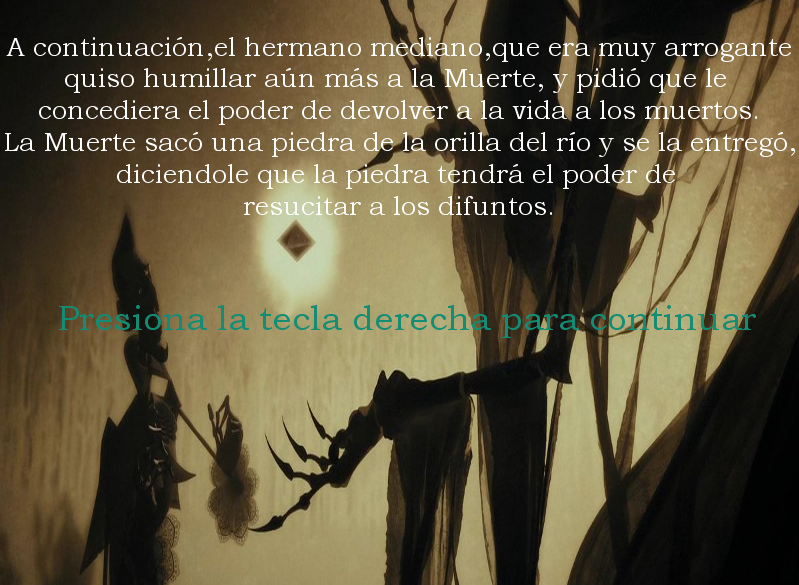 A continuación,el hermano mediano,que era muy arrogante
quiso humillar aún más a la Muerte, y pidió que le
concediera el poder de devolver a la vida a los muertos.
La Muerte sacó una piedra de la orilla del río y se la entregó,
diciendole que la piedra tendrá el poder de
resucitar a los difuntos.
Presiona la tecla derecha para continuar